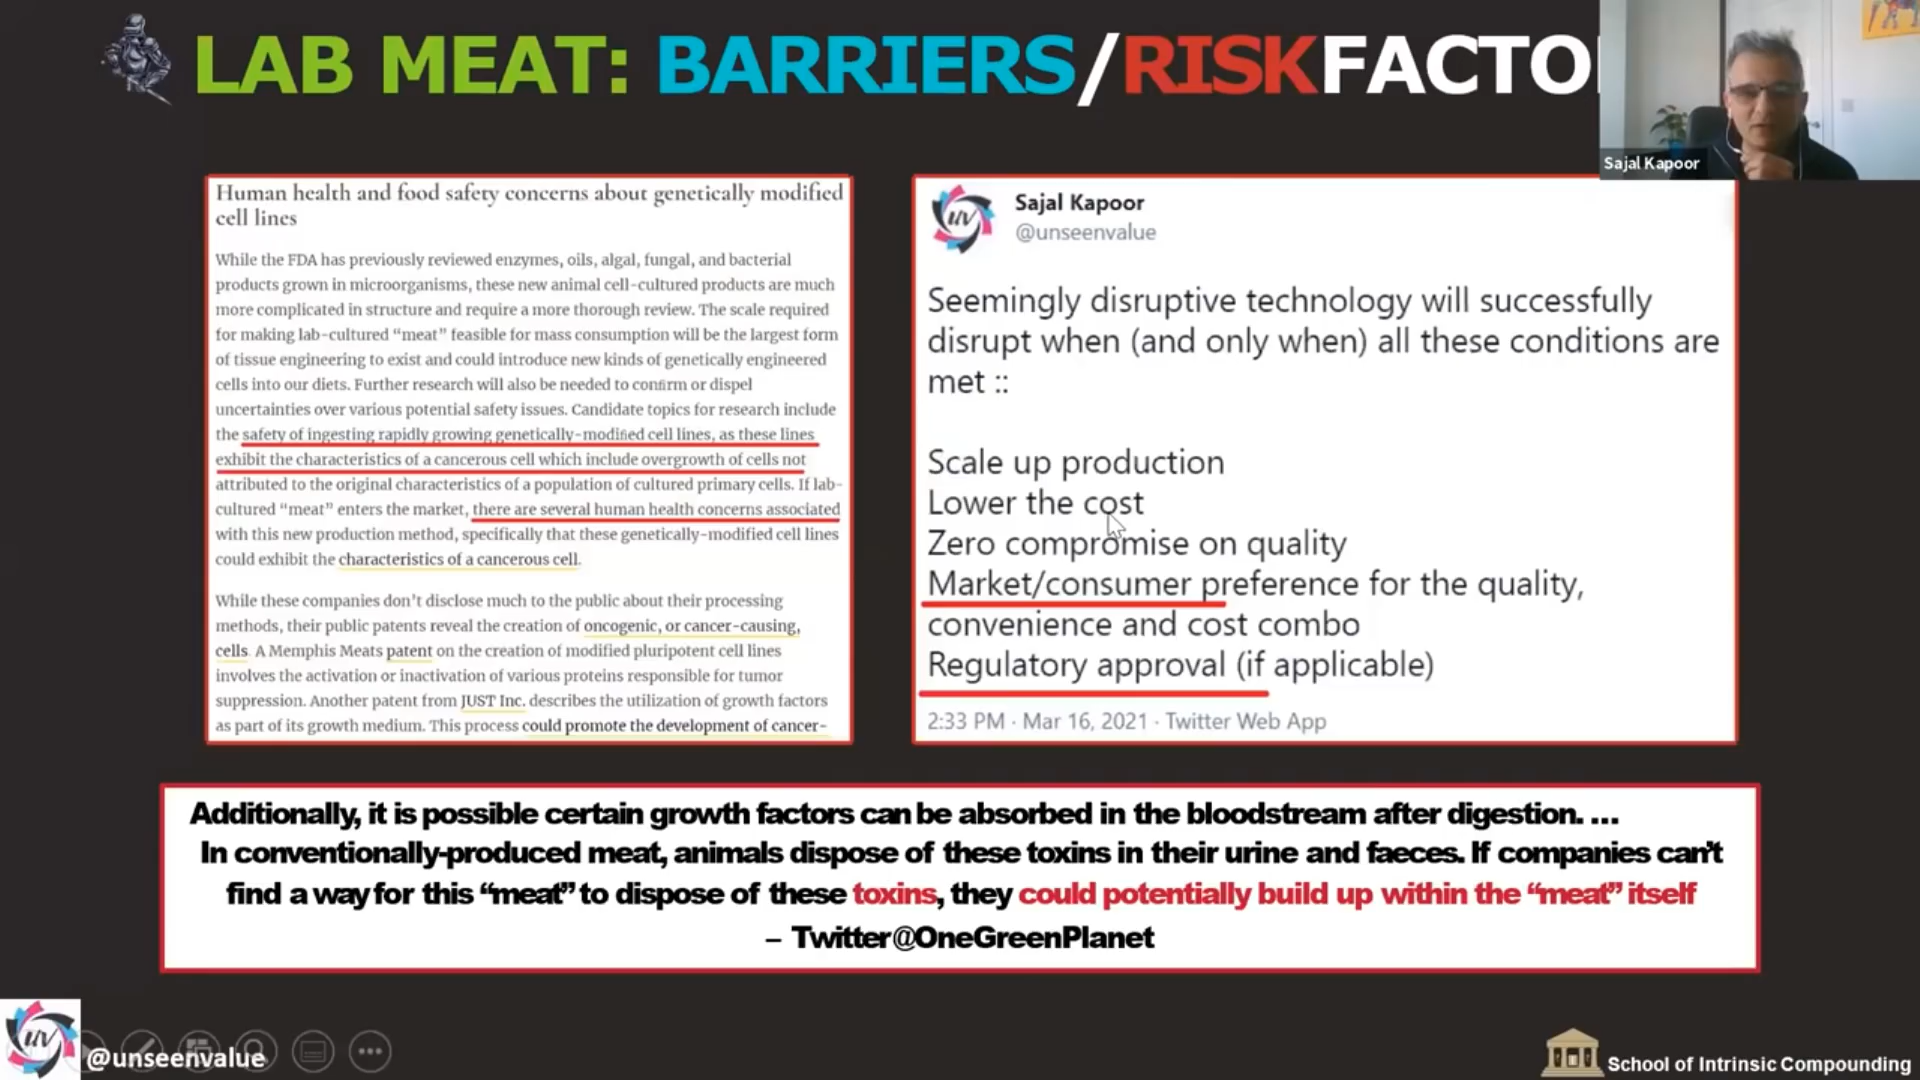 LAB MEAT: BARRIERS/RISKFACTO
Sajal Kapoor
Human health and food safety concerns about genetically modified
cell lines
While the FDA has previously reviewed enzymes, oils, algal, fungal, and bacterial
products grown in microorganisms, these new animal cell-cultured products are much
more complicated in structure and require a more thorough review. The scale required
for making lab-cultured “meat” feasible for mass consumption will be the largest form
of tissue engineering to exist and could introduce new kinds of genetically engineered
cells into our diets. Further research will also be needed to confirm or dispel
uncertainties over various potential safety issues. Candidate topics for research include
the safety of ingesting rapidly growing genetically-modified cell lines, as these lines
exhibit the characteristics of a cancerous cell which include overgrowth of cells not
attributed to the original characteristics of a population of cultured primary cells. If lab-
cultured “meat” enters the market, there are several human health concerns associated
with this new production method, specifically that these genetically-modified cell lines
could exhibit the characteristics of a cancerous cell.
While these companies don’t disclose much to the public about their processing
methods, their public patents reveal the creation of oncogenic, or cancer-causing,
cells. A Memphis Meats patent on the creation of modified pluripotent cell lines
involves the activation or inactivation of various proteins responsible for tumor
suppression. Another patent from JUST Inc. describes the utilization of growth factors
as part of its growth medium. This process could promote the development of cancer-
UV
Sajal Kapoor
@unseenvalue
Seemingly disruptive technology will successfully
disrupt when (and only when) all these conditions are
met ::
Scale up production
Lower the cost
Zero compromise on quality
Market/consumer preference for the quality,
convenience and cost combo
Regulatory approval (if applicable)
2:33 PM · Mar 16, 2021 · Twitter Web App
Additionally, it is possible certain growth factors can be absorbed in the bloodstream after digestion. ...
In conventionally-produced meat, animals dispose of these toxins in their urine and faeces. If companies can’t
find a way for this “meat” to dispose of these toxins, they could potentially build up within the “meat” itself
– Twitter@OneGreenPlanet
UV
@unseenvalue
School of Intrinsic Compounding